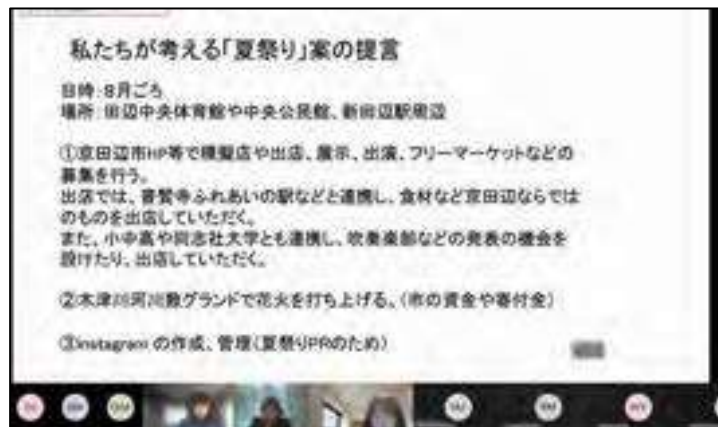 私たちが考える「夏祭り」案の提言
日時:8月ごろ
場所:田辺中央体育館や中央公民館、新田辺駅周辺
①京田辺市HP等で模擬店や出店、展示、出演、フリーマーケットなどの
募集を行う。
出店では、普賢寺ふれあいの駅などと連携し、食材など京田辺ならでは
のものを出店していただく。
また、小中高や同志社大学とも連携し、吹奏楽部などの発表の機会を
設けたり、出店していただく。
②木津川河川敷グランドで花火を打ち上げる。(市の資金や寄付金)
③instagram の作成、管理(夏祭りPRのため)